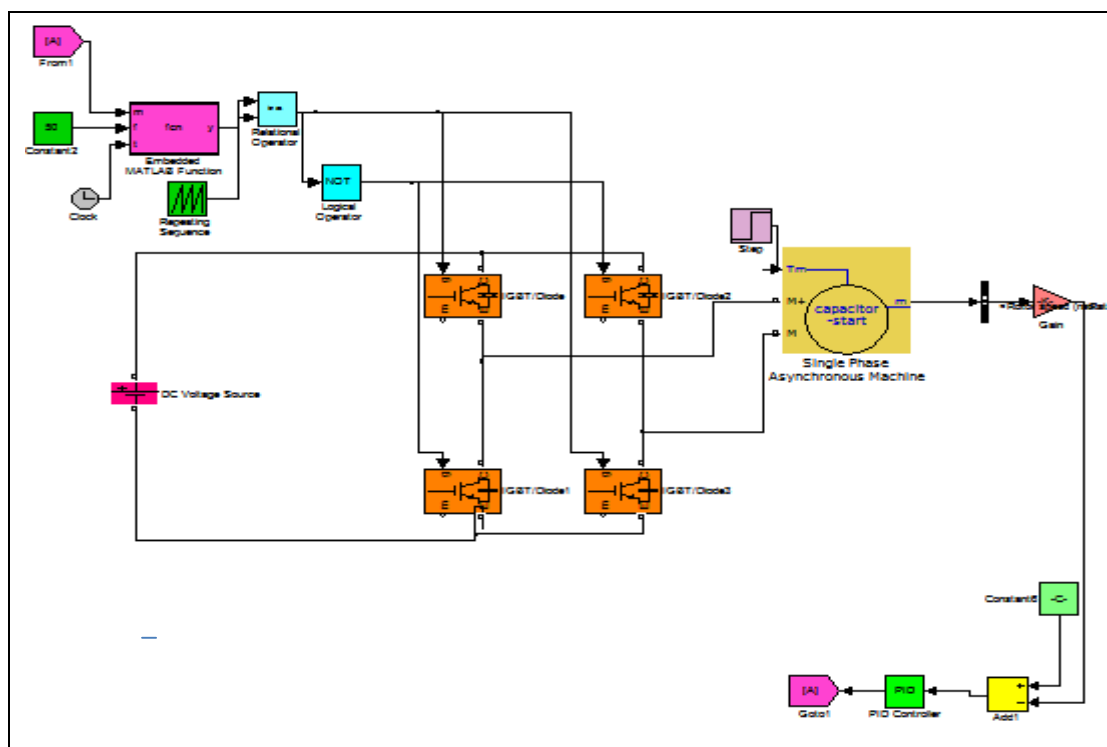 [A]
From1
m
f
t
fcn
y
Embedded
MATLAB Function
50
Constant2
Clock
Repeating
Sequence
Relational
Operator
NOT
Logical
Operator
Step
IGBT/Diode
IGBT/Diode2
Tm
M+
M
m
capacitor
-start
Single Phase
Asynchronous Machine
Gain
+
DC Voltage Source
IGBT/Diode1
IGBT/Diode3
Constant6
-C-
[A]
Goto1
PID
PID Controller
+
−
Add1